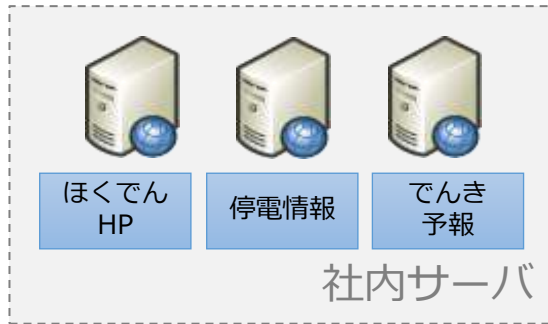 ほくでん
HP
停電情報
でんき
予報
社内サーバ